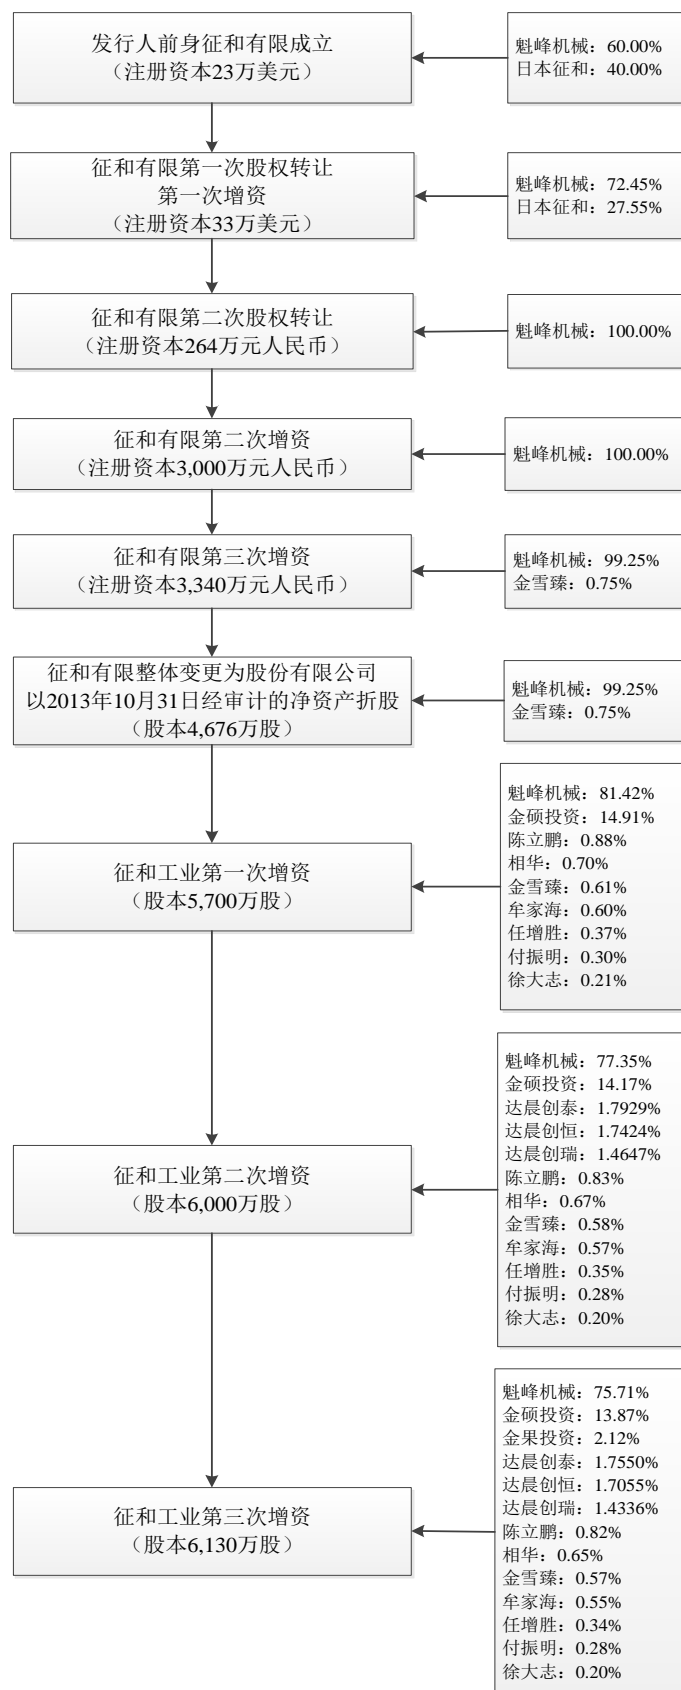 发行人前身征和有限成立
（注册资本23万美元）
魁峰机械：60.00%
日本征和：40.00%
征和有限第一次股权转让
第一次增资
（注册资本33万美元）
魁峰机械：72.45%
日本征和：27.55%
征和有限第二次股权转让
（注册资本264万元人民币）
魁峰机械：100.00%
征和有限第二次增资
（注册资本3,000万元人民币）
魁峰机械：100.00%
征和有限第三次增资
（注册资本3,340万元人民币）
魁峰机械：99.25%
金雪臻：0.75%
征和有限整体变更为股份有限公司
以2013年10月31日经审计的净资产折股
（股本4,676万股）
魁峰机械：99.25%
金雪臻：0.75%
征和工业第一次增资
（股本5,700万股）
魁峰机械：81.42%
金硕投资：14.91%
陈立鹏：0.88%
相华：0.70%
金雪臻：0.61%
牟家海：0.60%
任增胜：0.37%
付振明：0.30%
徐大志：0.21%
征和工业第二次增资
（股本6,000万股）
魁峰机械：77.35%
金硕投资：14.17%
达晨创泰：1.7929%
达晨创恒：1.7424%
达晨创瑞：1.4647%
陈立鹏：0.83%
相华：0.67%
金雪臻：0.58%
牟家海：0.57%
任增胜：0.35%
付振明：0.28%
徐大志：0.20%
征和工业第三次增资
（股本6,130万股）
魁峰机械：75.71%
金硕投资：13.87%
金果投资：2.12%
达晨创泰：1.7550%
达晨创恒：1.7055%
达晨创瑞：1.4336%
陈立鹏：0.82%
相华：0.65%
金雪臻：0.57%
牟家海：0.55%
任增胜：0.34%
付振明：0.28%
徐大志：0.20%